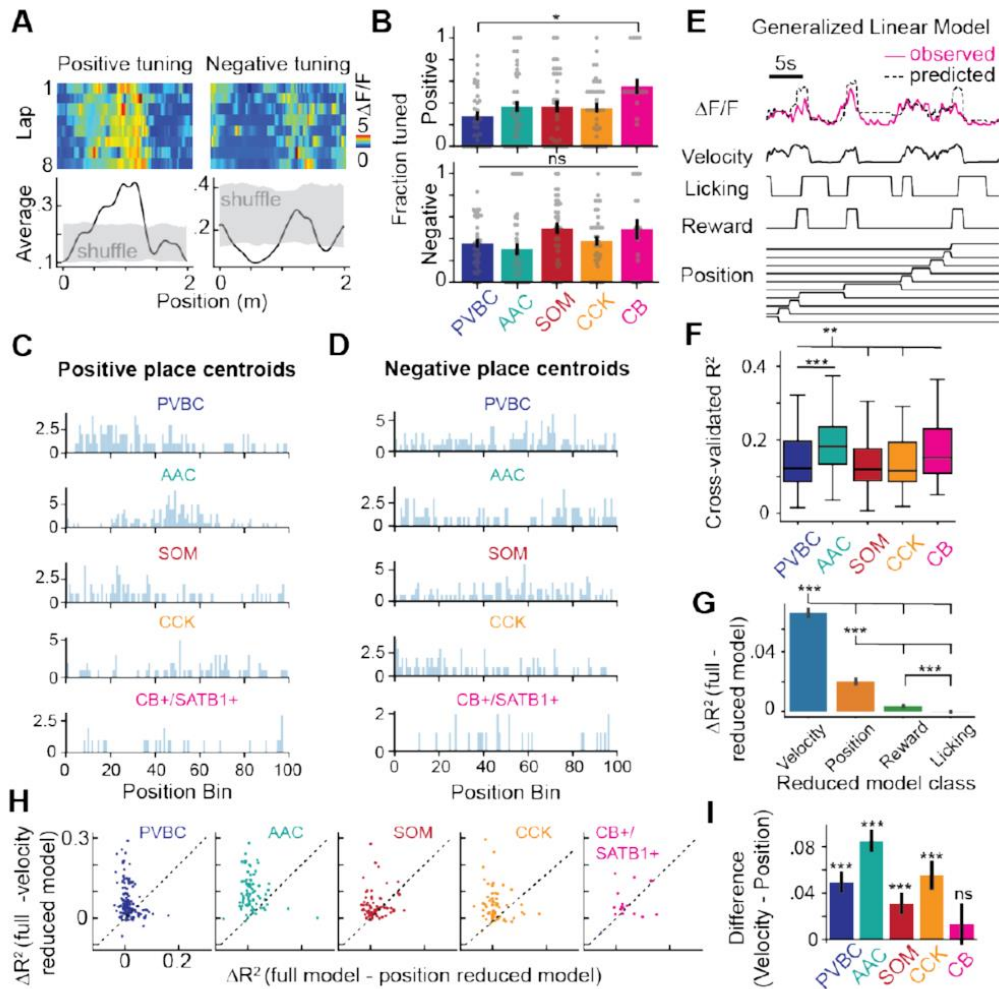 A
Positive tuning
Negative tuning
Lap
1
8
5
ΔF/F
0
Average
.3
.1
shuffle
.4
.2
0
shuffle
0 2 0 2
Position (m)
B
*
Fraction tuned
Positive
1
0
ns
Negative
1
0
PVBC
AAC
SOM
CCK
CB
C
Positive place centroids
PVBC
2.5
0
AAC
5
0
SOM
2.5
0
CCK
5
0
CB+/SATB1+
2.5
0
0 20 40 60 80 100
Position Bin
D
Negative place centroids
PVBC
5
0
AAC
2.5
0
SOM
5
0
CCK
2.5
0
CB+/SATB1+
2
0
0 20 40 60 80 100
Position Bin
E
Generalized Linear Model
5s
observed
predicted
ΔF/F
Velocity
Licking
Reward
Position
F
**
***
Cross-validated R²
0.4
0.2
0
PVBC
AAC
SOM
CCK
CB
G
***
***
***
ΔR² (full -
reduced model)
.04
0
Velocity
Position
Reward
Licking
Reduced model class
H
ΔR² (full -velocity
reduced model)
0.3
0
PVBC
AAC
SOM
CCK
CB+/
SATB1+
0 0.2
ΔR² (full model - position reduced model)
I
Difference
(Velocity - Position)
.08
.04
0
***
***
***
***
ns
PVBC
AAC
SOM
CCK
CB